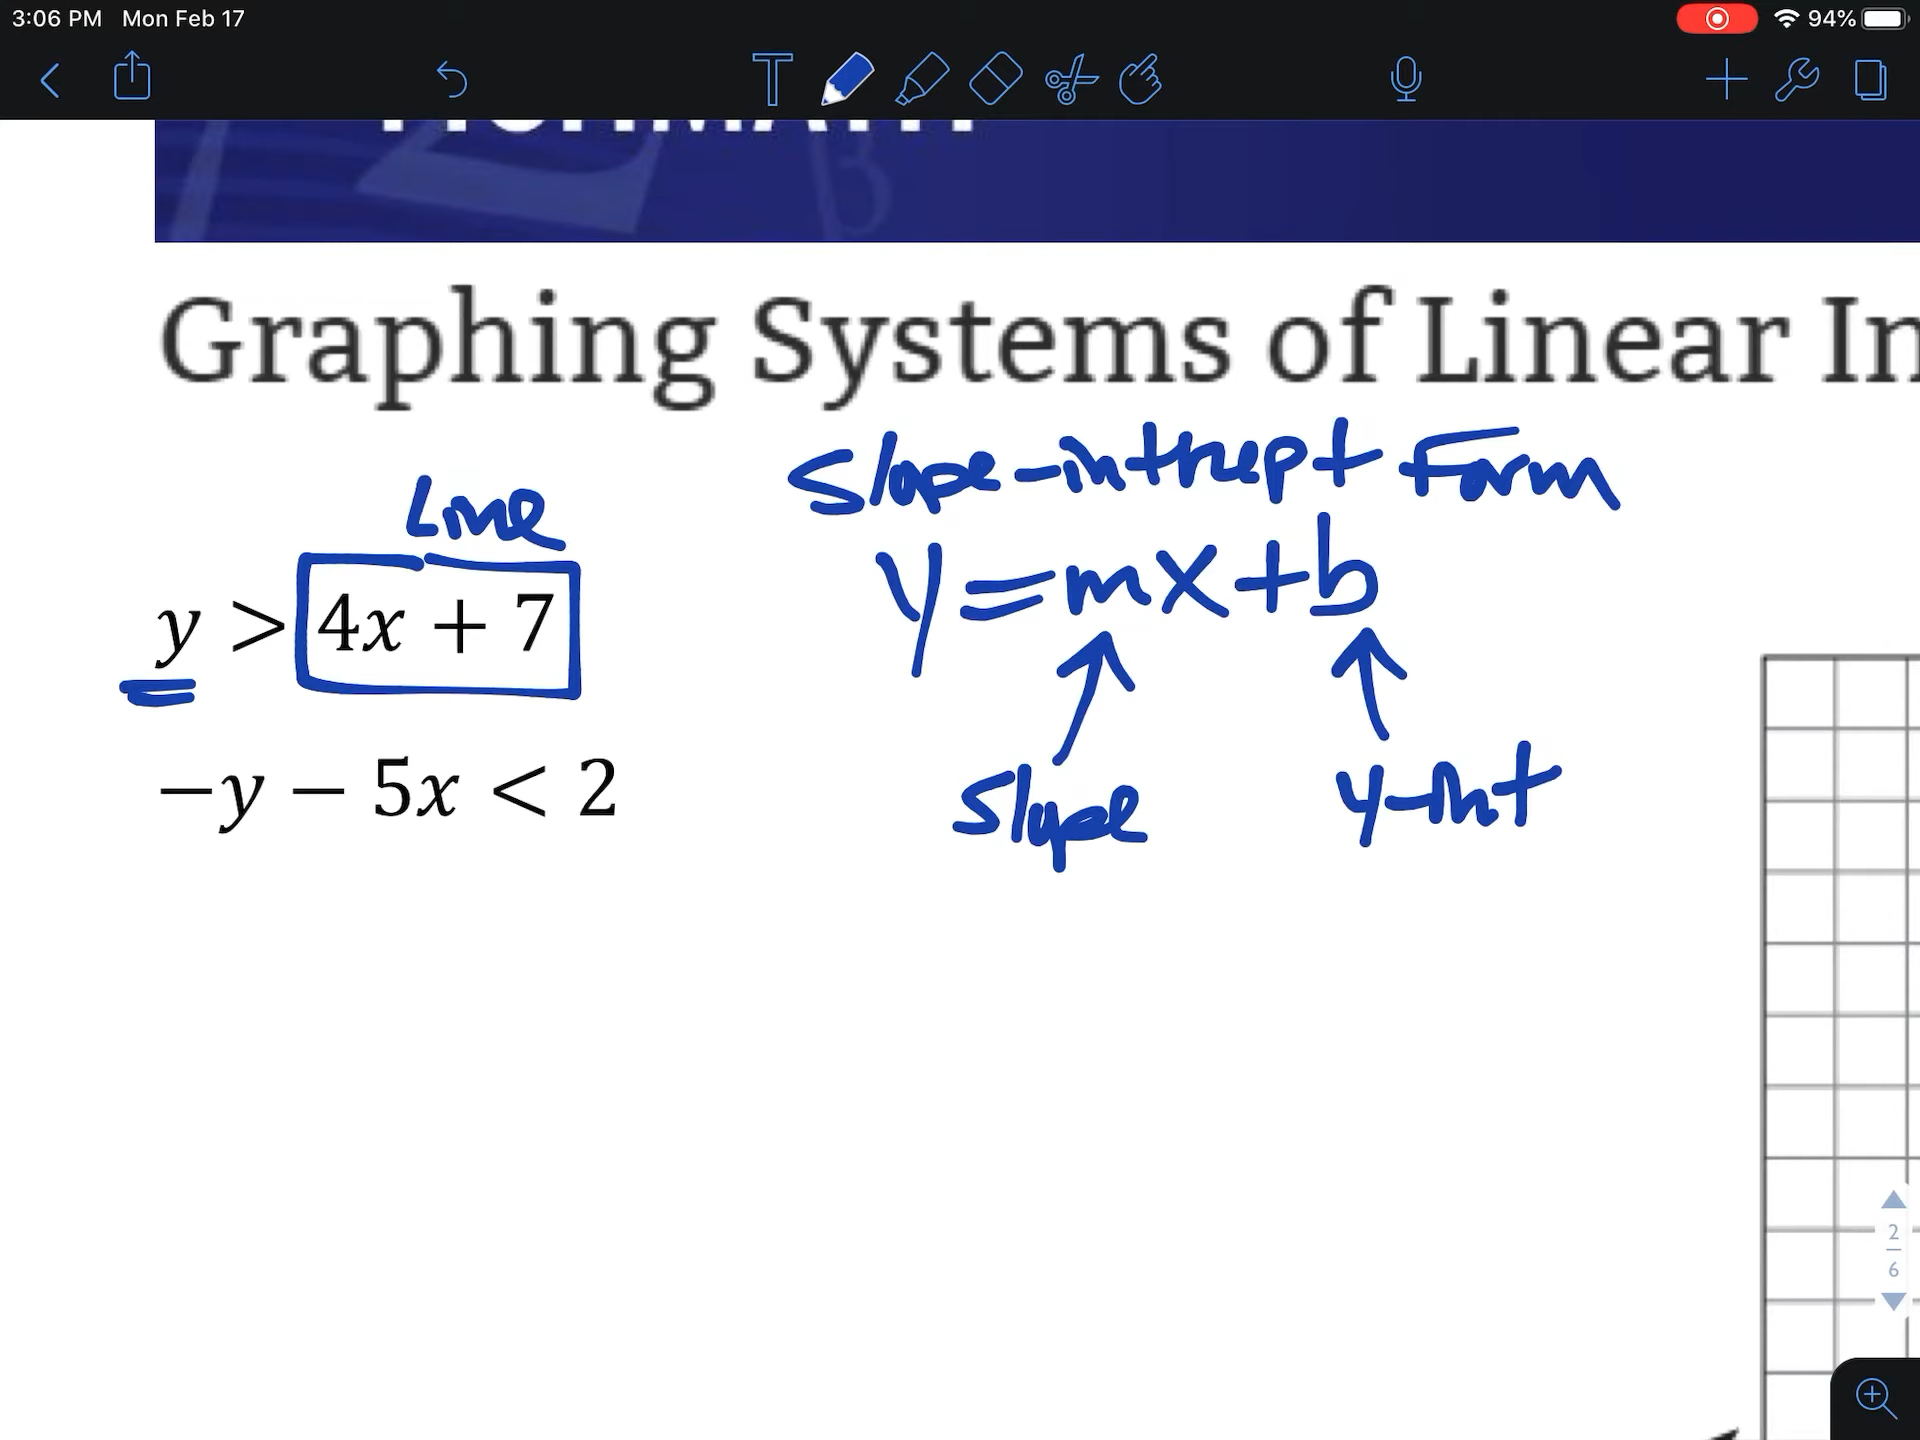 3:06 PM Mon Feb 17
94%
Graphing Systems of Linear In
Slope-intrcept Form
Line
y = mx + b
y > 4x + 7
−y − 5x < 2
Slope
y-int
2
6